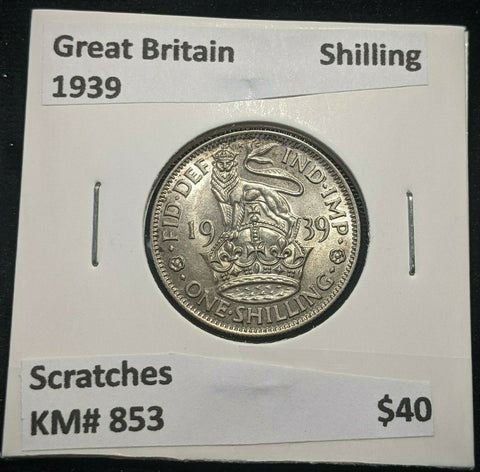 Great Britain Shilling
1939
FID·DEF IND·IMP·
19 39
·ONE·SHILLING·
Scratches
KM# 853 $40